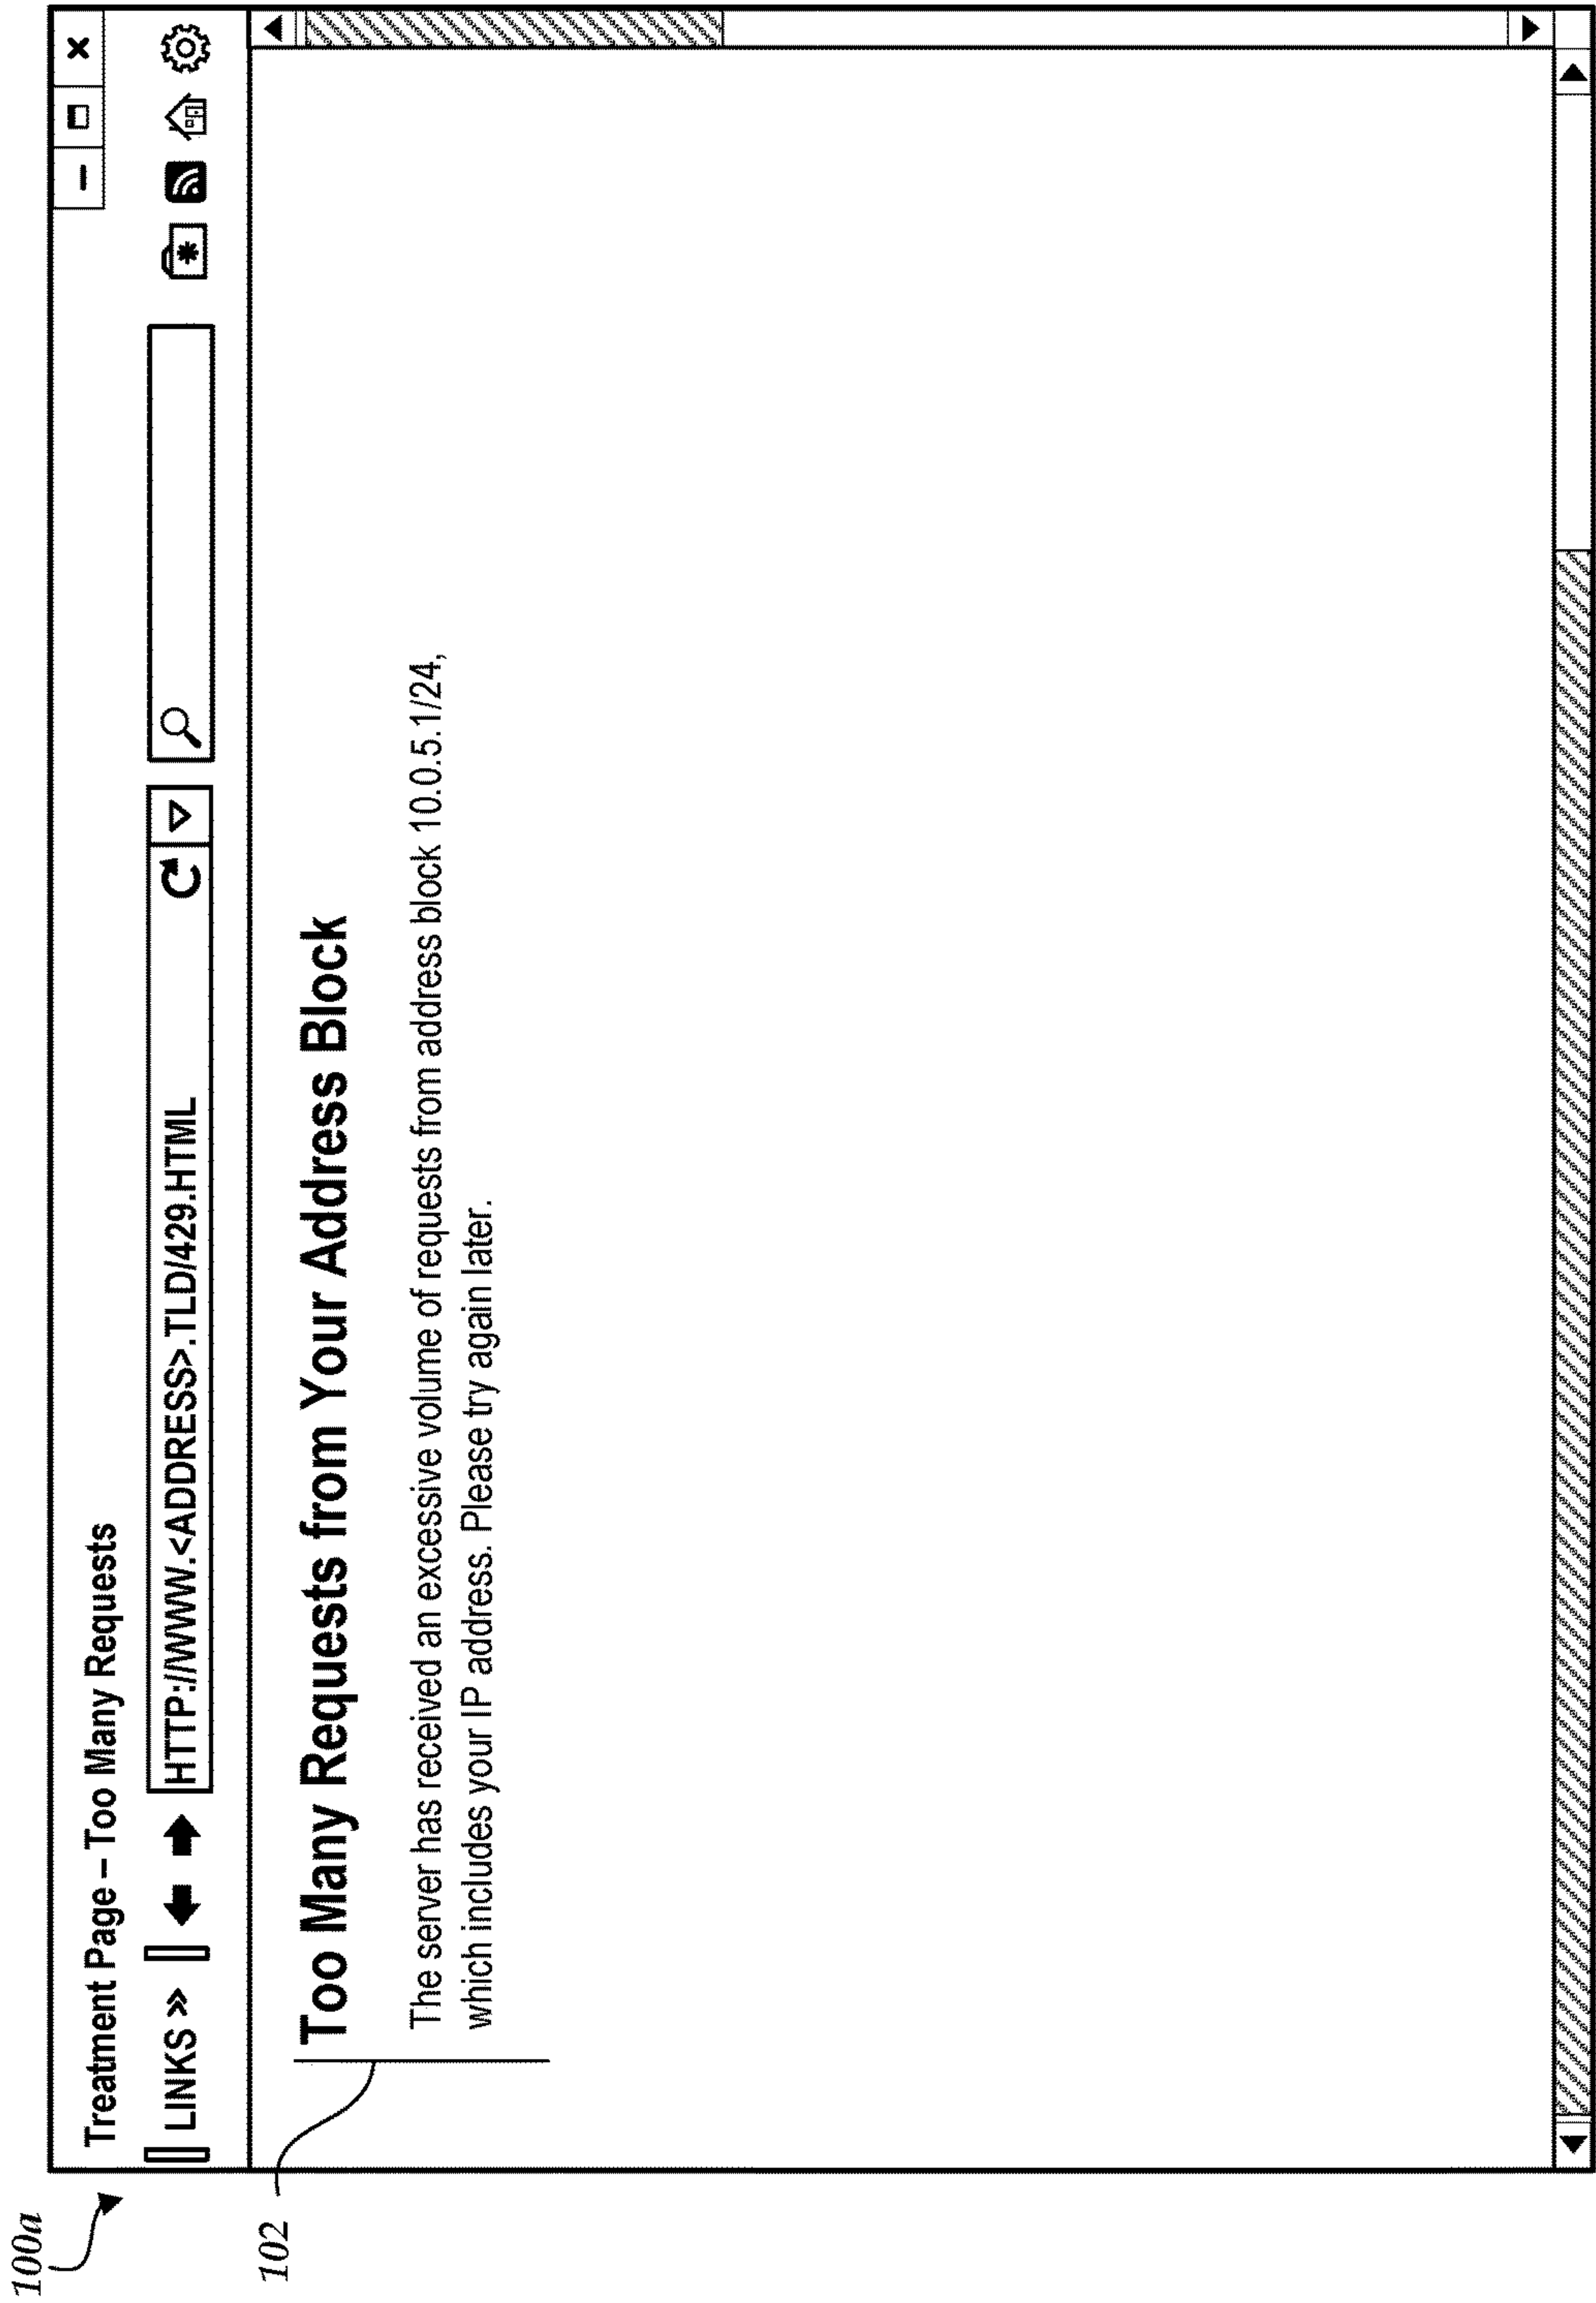 100a
Treatment Page – Too Many Requests
LINKS »
HTTP://WWW.<ADDRESS>.TLD/429.HTML
102
Too Many Requests from Your Address Block
The server has received an excessive volume of requests from address block 10.0.5.1/24,
which includes your IP address. Please try again later.